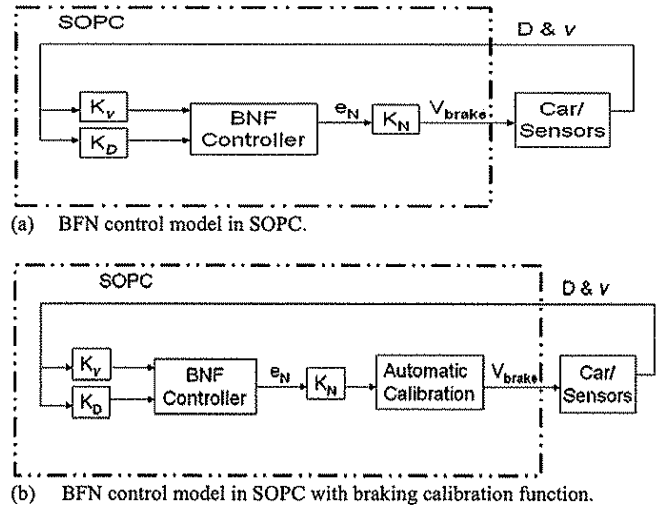 SOPC
D & v
K_v
K_D
BNF
Controller
e_N
K_N
V_brake
Car/
Sensors
(a) BFN control model in SOPC.
SOPC
D & v
K_v
K_D
BNF
Controller
e_N
K_N
Automatic
Calibration
V_brake
Car/
Sensors
(b) BFN control model in SOPC with braking calibration function.